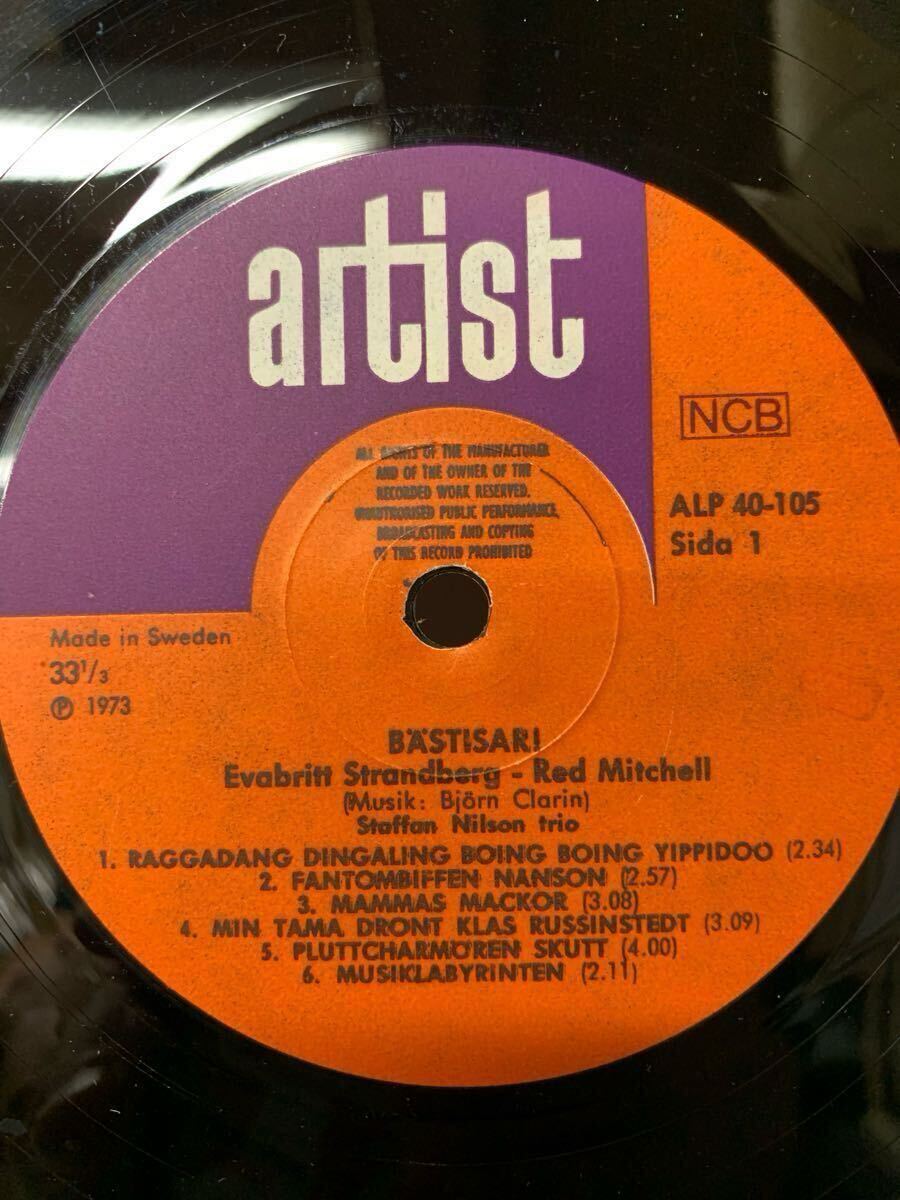 artist
NCB
ALL RIGHTS OF THE MANUFACTURER
AND OF THE OWNER OF THE
RECORDED WORK RESERVED.
UNAUTHORISED PUBLIC PERFORMANCE,
BROADCASTING AND COPYING
OF THIS RECORD PROHIBITED
ALP 40-105
Sida 1
Made in Sweden
33 1/3
℗ 1973
BÄSTISAR!
Evabritt Strandberg - Red Mitchell
(Musik: Björn Clarin)
Staffan Nilson trio
1. RAGGADANG DINGALING BOING BOING YIPPIDOO (2.34)
2. FANTOMBIFFEN NANSON (2.57)
3. MAMMAS MACKOR (3.08)
4. MIN TAMA DRONT KLAS RUSSINSTEDT (3.09)
5. PLUTTCHARMÖREN SKUTT (4.00)
6. MUSIKLABYRINTEN (2.11)